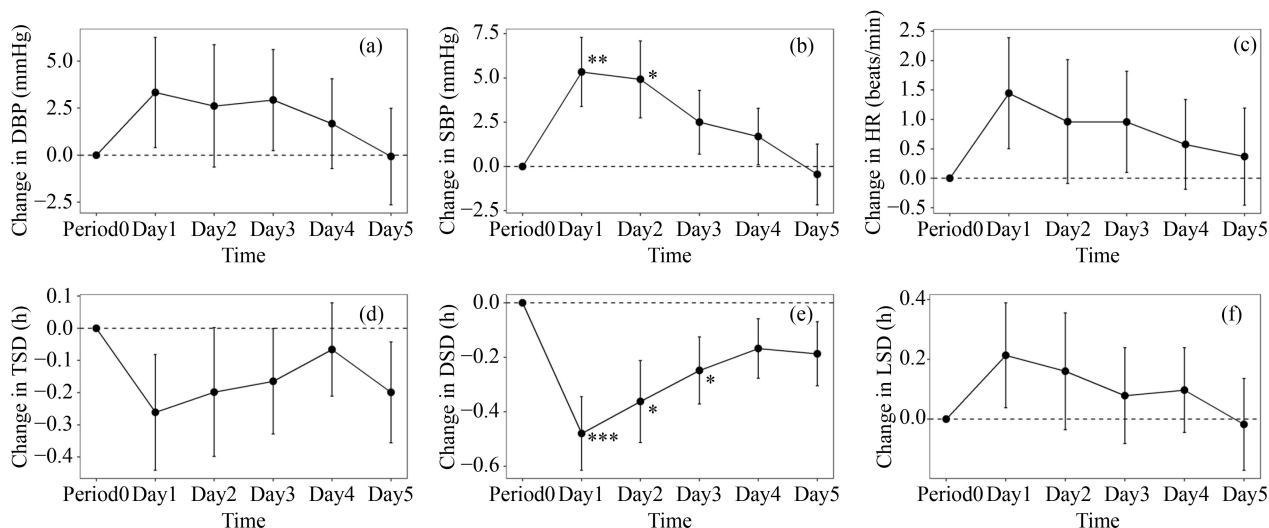 (a)
Change in DBP (mmHg)
5.0
2.5
0.0
−2.5
Period0 Day1 Day2 Day3 Day4 Day5
Time
(b)
Change in SBP (mmHg)
7.5
5.0
2.5
0.0
−2.5
**
*
Period0 Day1 Day2 Day3 Day4 Day5
Time
(c)
Change in HR (beats/min)
2.5
2.0
1.5
1.0
0.5
0.0
−0.5
Period0 Day1 Day2 Day3 Day4 Day5
Time
(d)
Change in TSD (h)
0.1
0.0
−0.1
−0.2
−0.3
−0.4
Period0 Day1 Day2 Day3 Day4 Day5
Time
(e)
Change in DSD (h)
0.0
−0.2
−0.4
−0.6
***
*
*
Period0 Day1 Day2 Day3 Day4 Day5
Time
(f)
Change in LSD (h)
0.4
0.2
0.0
Period0 Day1 Day2 Day3 Day4 Day5
Time